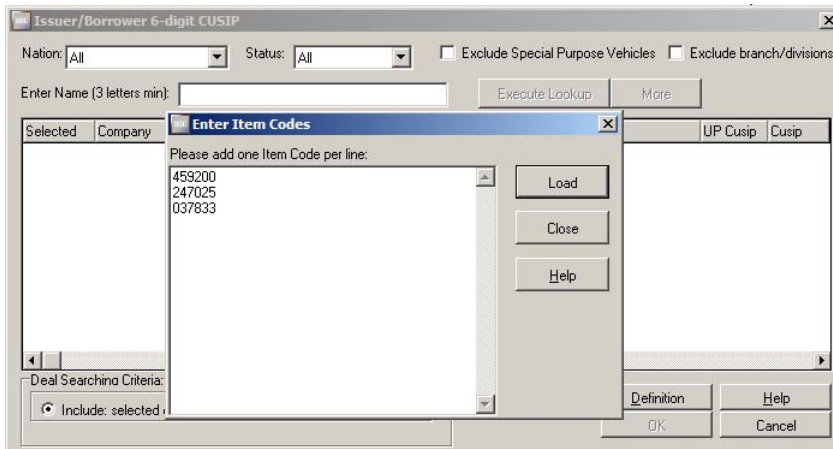 Issuer/Borrower 6-digit CUSIP
Nation: All Status: All Exclude Special Purpose Vehicles Exclude branch/divisions
Enter Name (3 letters min): Execute Lookup More
Selected Company UP Cusip Cusip
Enter Item Codes
Please add one Item Code per line:
459200
247025
037833
Load
Close
Help
Deal Searching Criteria:
Include: selected
Definition Help
OK Cancel